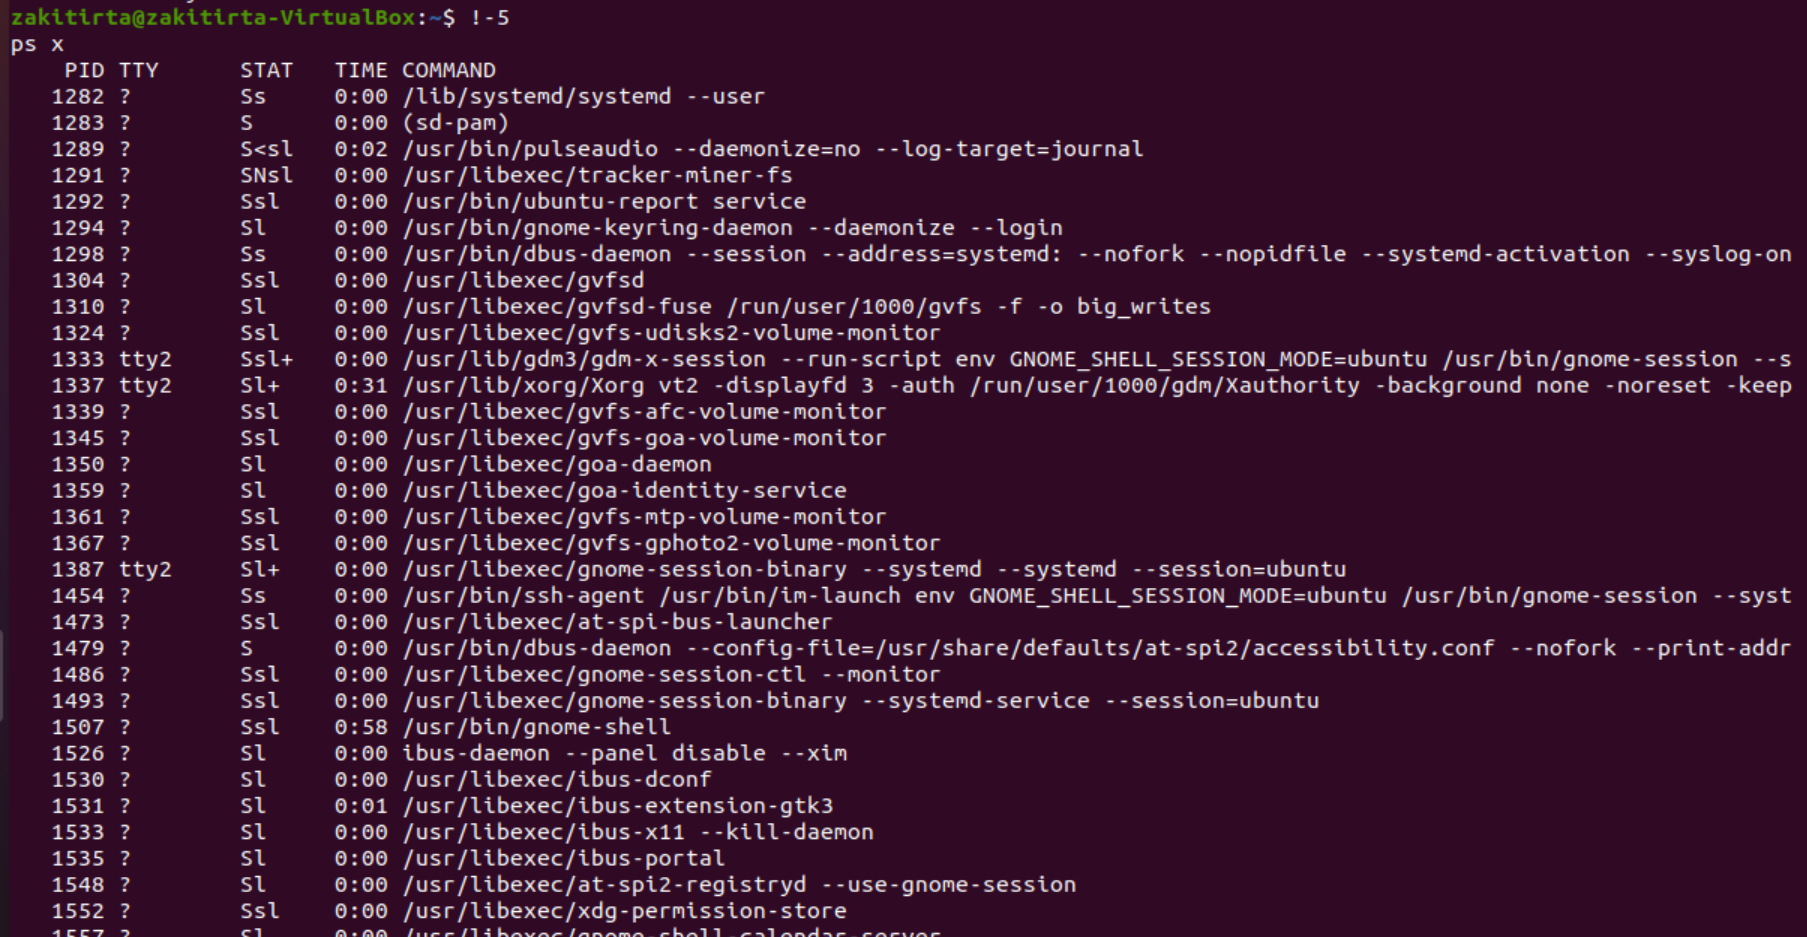 zakitirta@zakitirta-VirtualBox:~$ !-5
ps x
    PID TTY      STAT   TIME COMMAND
   1282 ?        Ss     0:00 /lib/systemd/systemd --user
   1283 ?        S      0:00 (sd-pam)
   1289 ?        S<sl   0:02 /usr/bin/pulseaudio --daemonize=no --log-target=journal
   1291 ?        SNsl   0:00 /usr/libexec/tracker-miner-fs
   1292 ?        Ssl    0:00 /usr/bin/ubuntu-report service
   1294 ?        Sl     0:00 /usr/bin/gnome-keyring-daemon --daemonize --login
   1298 ?        Ss     0:00 /usr/bin/dbus-daemon --session --address=systemd: --nofork --nopidfile --systemd-activation --syslog-on
   1304 ?        Ssl    0:00 /usr/libexec/gvfsd
   1310 ?        Sl     0:00 /usr/libexec/gvfsd-fuse /run/user/1000/gvfs -f -o big_writes
   1324 ?        Ssl    0:00 /usr/libexec/gvfs-udisks2-volume-monitor
   1333 tty2     Ssl+   0:00 /usr/lib/gdm3/gdm-x-session --run-script env GNOME_SHELL_SESSION_MODE=ubuntu /usr/bin/gnome-session --s
   1337 tty2     Sl+    0:31 /usr/lib/xorg/Xorg vt2 -displayfd 3 -auth /run/user/1000/gdm/Xauthority -background none -noreset -keep
   1339 ?        Ssl    0:00 /usr/libexec/gvfs-afc-volume-monitor
   1345 ?        Ssl    0:00 /usr/libexec/gvfs-goa-volume-monitor
   1350 ?        Sl     0:00 /usr/libexec/goa-daemon
   1359 ?        Sl     0:00 /usr/libexec/goa-identity-service
   1361 ?        Ssl    0:00 /usr/libexec/gvfs-mtp-volume-monitor
   1367 ?        Ssl    0:00 /usr/libexec/gvfs-gphoto2-volume-monitor
   1387 tty2     Sl+    0:00 /usr/libexec/gnome-session-binary --systemd --systemd --session=ubuntu
   1454 ?        Ss     0:00 /usr/bin/ssh-agent /usr/bin/im-launch env GNOME_SHELL_SESSION_MODE=ubuntu /usr/bin/gnome-session --syst
   1473 ?        Ssl    0:00 /usr/libexec/at-spi-bus-launcher
   1479 ?        S      0:00 /usr/bin/dbus-daemon --config-file=/usr/share/defaults/at-spi2/accessibility.conf --nofork --print-addr
   1486 ?        Ssl    0:00 /usr/libexec/gnome-session-ctl --monitor
   1493 ?        Ssl    0:00 /usr/libexec/gnome-session-binary --systemd-service --session=ubuntu
   1507 ?        Ssl    0:58 /usr/bin/gnome-shell
   1526 ?        Sl     0:00 ibus-daemon --panel disable --xim
   1530 ?        Sl     0:00 /usr/libexec/ibus-dconf
   1531 ?        Sl     0:01 /usr/libexec/ibus-extension-gtk3
   1533 ?        Sl     0:00 /usr/libexec/ibus-x11 --kill-daemon
   1535 ?        Sl     0:00 /usr/libexec/ibus-portal
   1548 ?        Sl     0:00 /usr/libexec/at-spi2-registryd --use-gnome-session
   1552 ?        Ssl    0:00 /usr/libexec/xdg-permission-store
   1557 ?        Sl     0:00 /usr/libexec/gnome-shell-calendar-server